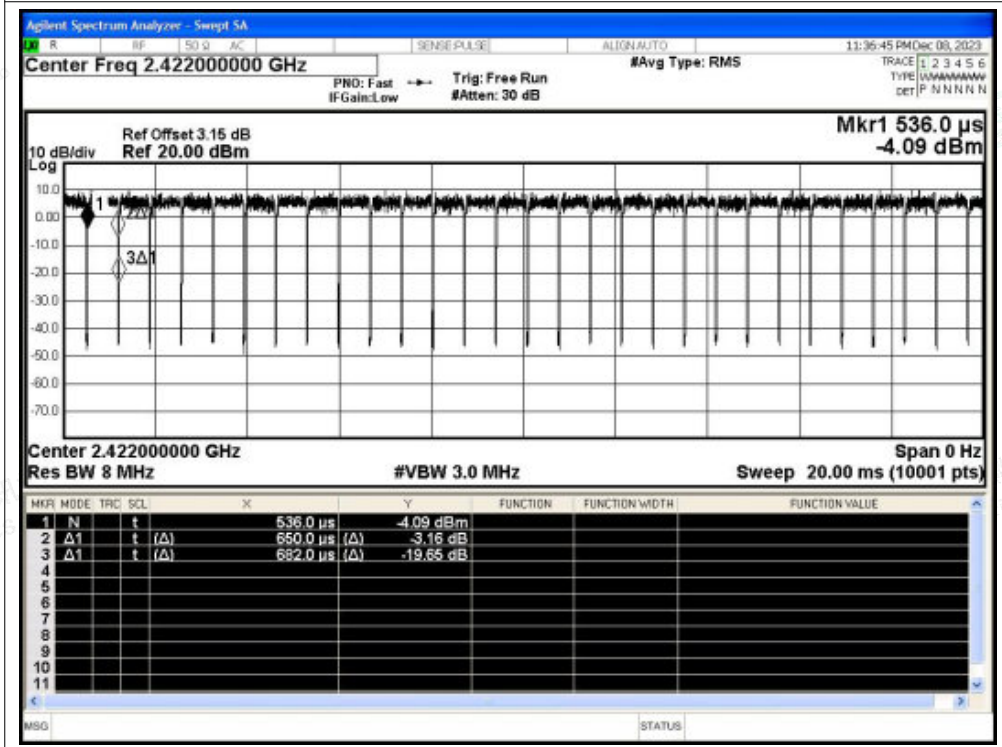 Agilent Spectrum Analyzer - Swept SA
R RF 50 Ω AC SENSE:PULSE ALIGN AUTO 11:36:45 PM Dec 08, 2023
Center Freq 2.422000000 GHz #Avg Type: RMS TRACE 1 2 3 4 5 6
PNO: Fast Trig: Free Run TYPE
IFGain:Low #Atten: 30 dB DET P N N N N N
Mkr1 536.0 µs
Ref Offset 3.15 dB
10 dB/div Ref 20.00 dBm -4.09 dBm
Log
10.0
1
0.00
-10.0
3Δ1
-20.0
-30.0
-40.0
-50.0
-60.0
-70.0
Center 2.422000000 GHz Span 0 Hz
Res BW 8 MHz #VBW 3.0 MHz Sweep 20.00 ms (10001 pts)
MKR MODE TRC SCL X Y FUNCTION FUNCTION WIDTH FUNCTION VALUE
1 N t 536.0 µs -4.09 dBm
2 Δ1 t (Δ) 650.0 µs (Δ) -3.16 dB
3 Δ1 t (Δ) 682.0 µs (Δ) -19.65 dB
4
5
6
7
8
9
10
11
MSG STATUS